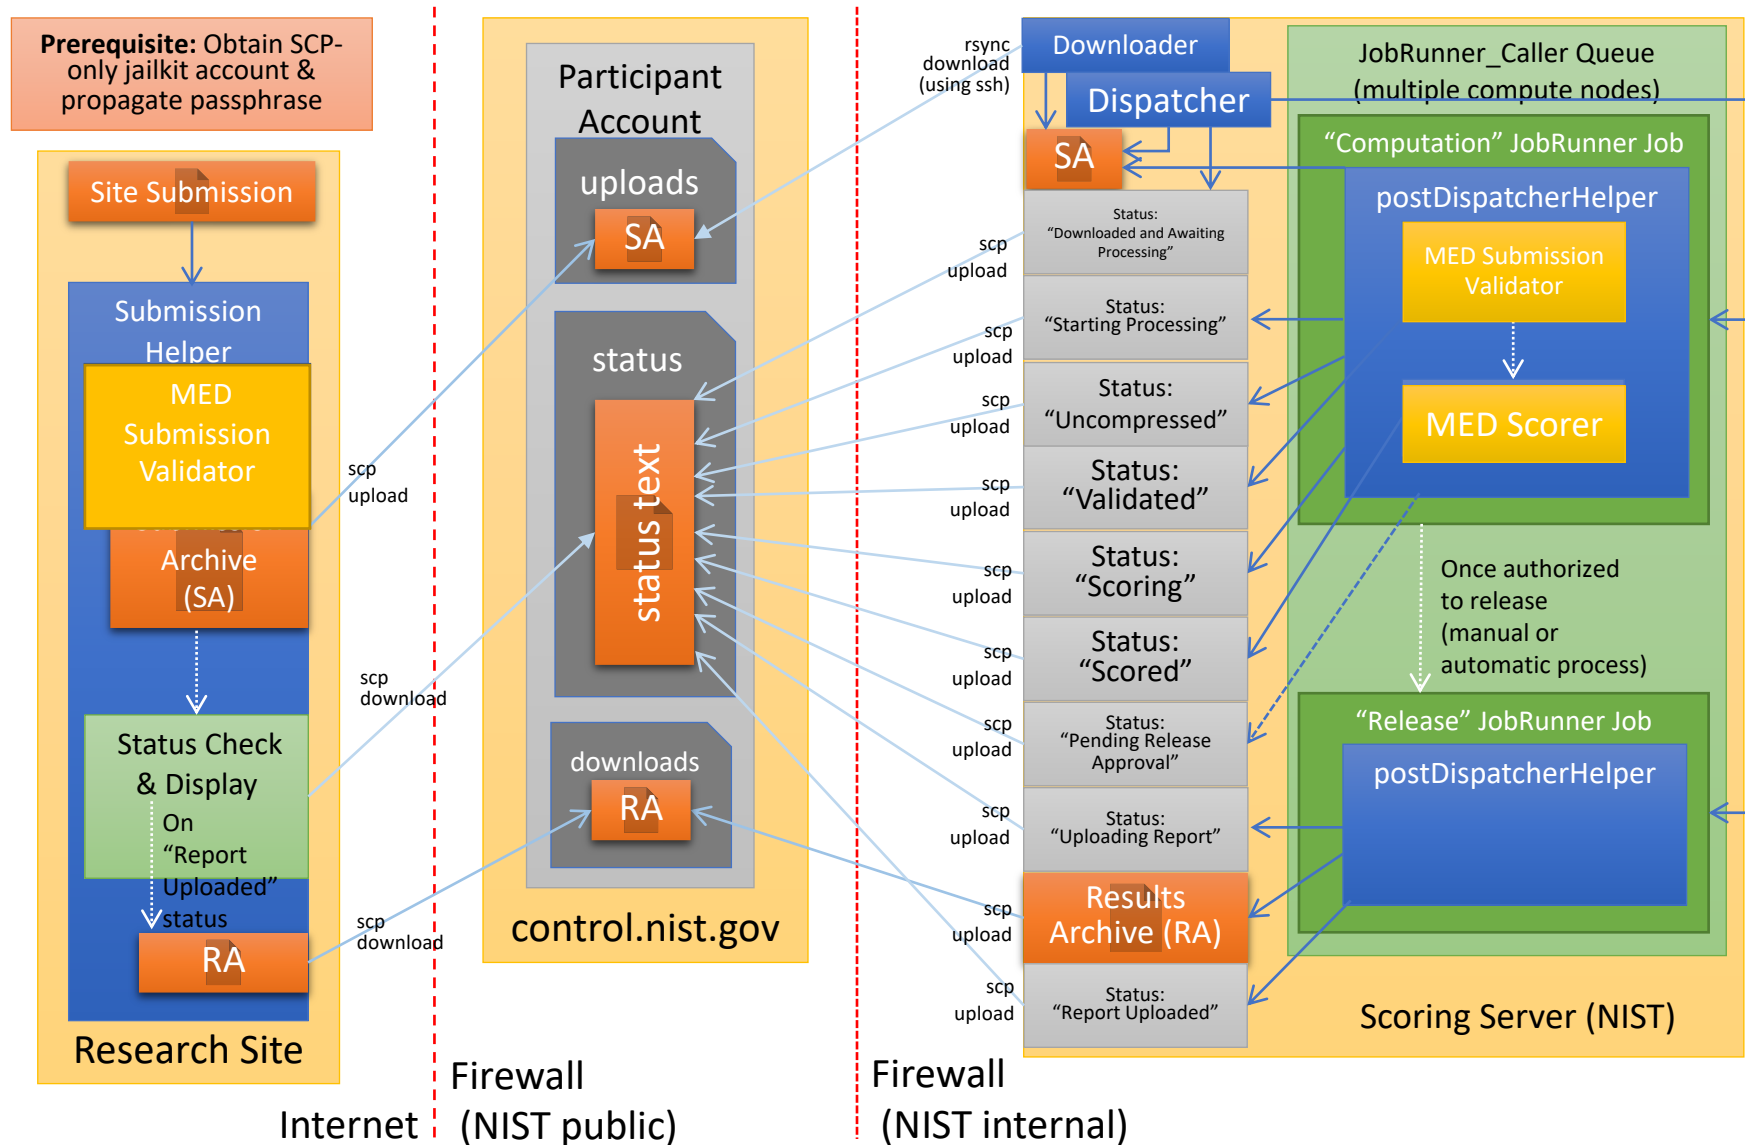 Prerequisite: Obtain SCP-
only jailkit account &
propagate passphrase
Site Submission
Submission
Helper
MED
Submission
Validator
Archive
(SA)
Status Check
& Display
On
“Report
Uploaded”
status
RA
Research Site
Internet
scp
upload
scp
download
scp
download
Participant
Account
uploads
SA
status
status text
downloads
RA
control.nist.gov
Firewall
(NIST public)
rsync
download
(using ssh)
scp
upload
scp
upload
scp
upload
scp
upload
scp
upload
scp
upload
scp
upload
scp
upload
scp
upload
scp
upload
Firewall
(NIST internal)
Downloader
Dispatcher
SA
Status:
“Downloaded and Awaiting
Processing”
Status:
“Starting Processing”
Status:
“Uncompressed”
Status:
“Validated”
Status:
“Scoring”
Status:
“Scored”
Status:
“Pending Release
Approval”
Status:
“Uploading Report”
Results
Archive (RA)
Status:
“Report Uploaded”
JobRunner_Caller Queue
(multiple compute nodes)
“Computation” JobRunner Job
postDispatcherHelper
MED Submission
Validator
MED Scorer
Once authorized
to release
(manual or
automatic process)
“Release” JobRunner Job
postDispatcherHelper
Scoring Server (NIST)